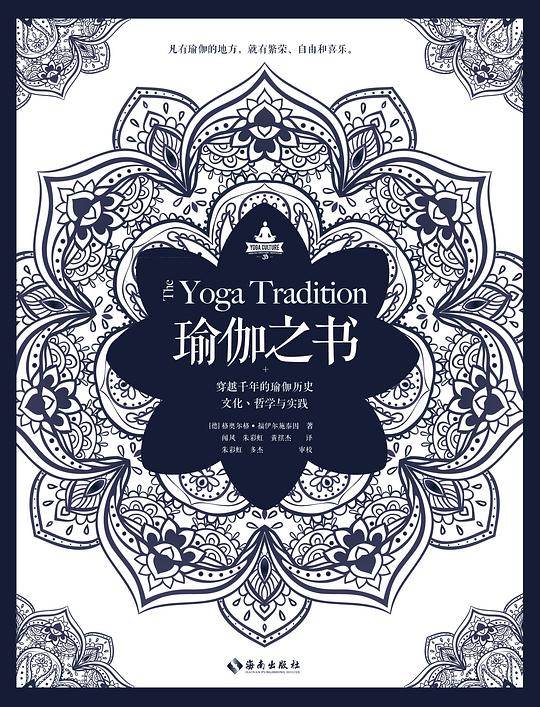 凡有瑜伽的地方，就有繁荣、自由和喜乐。
YOGA CULTURE
The Yoga Tradition
瑜伽之书
+
穿越千年的瑜伽历史
文化、哲学与实践
[德] 格奥尔格·福伊尔施泰因 著
闻风 朱彩虹 黄祺杰 译
朱彩虹 多杰 审校
海南出版社
HAINAN PUBLISHING HOUSE